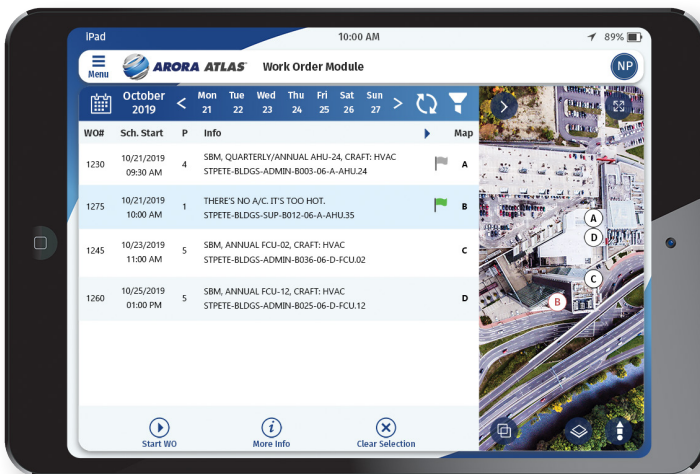 iPad
10:00 AM
89%
Menu
ARORA ATLAS
Work Order Module
NP
October
2019
< Mon Tue Wed Thu Fri Sat Sun >
21 22 23 24 25 26 27
WO# Sch. Start P Info Map
1230 10/21/2019 09:30 AM 4 SBM, QUARTERLY/ANNUAL AHU-24, CRAFT: HVAC A
STPETE-BLDGS-ADMIN-B003-06-A-AHU.24
1275 10/21/2019 10:00 AM 1 THERE'S NO A/C. IT'S TOO HOT. B
STPETE-BLDGS-SUP-B012-06-A-AHU.35
1245 10/23/2019 11:00 AM 5 SBM, ANNUAL FCU-02, CRAFT: HVAC C
STPETE-BLDGS-ADMIN-B036-06-D-FCU.02
1260 10/25/2019 01:00 PM 5 SBM, ANNUAL FCU-12, CRAFT: HVAC D
STPETE-BLDGS-ADMIN-B025-06-D-FCU.12
A
D
C
B
Start WO
More Info
Clear Selection